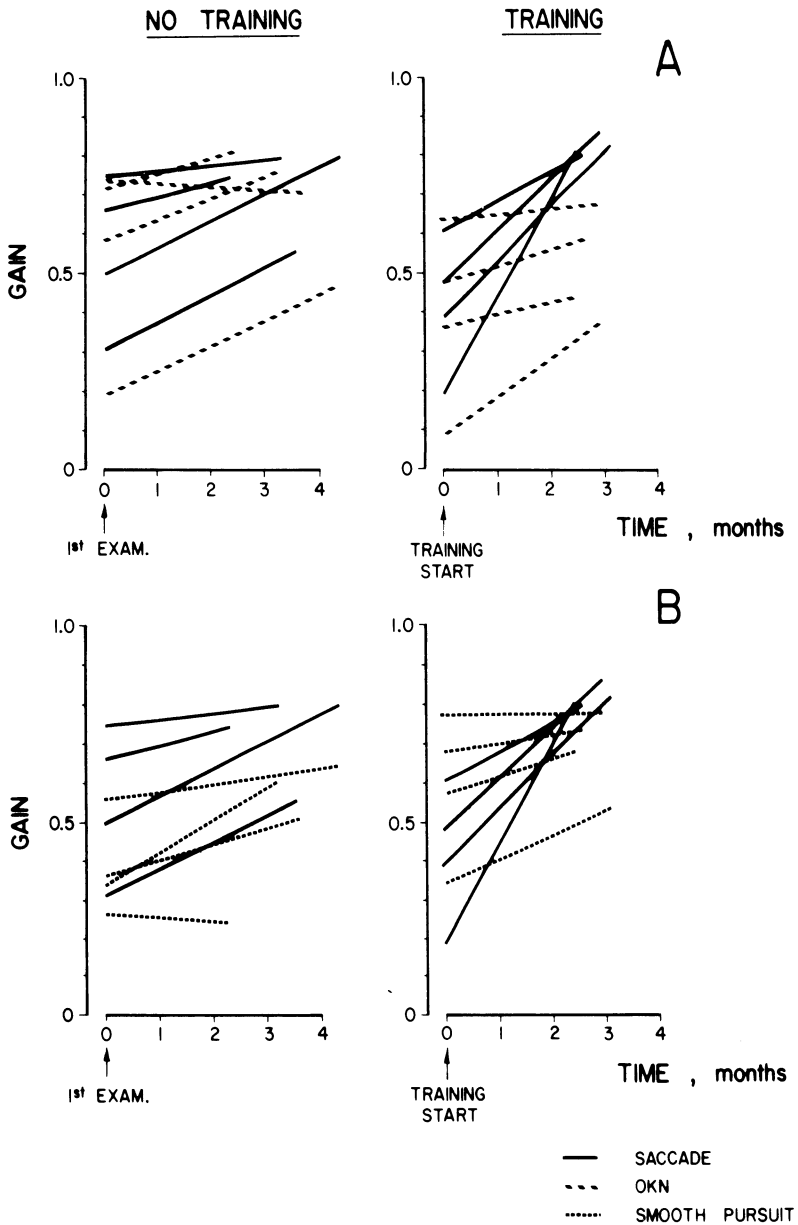 NO TRAINING
TRAINING
A
1.0
0.5
0
GAIN
0 1 2 3 4
1st EXAM.
1.0
0.5
0
0 1 2 3 4
TRAINING
START
TIME , months
B
1.0
0.5
0
GAIN
0 1 2 3 4
1st EXAM.
1.0
0.5
0
0 1 2 3 4
TRAINING
START
TIME , months
SACCADE
OKN
SMOOTH PURSUIT